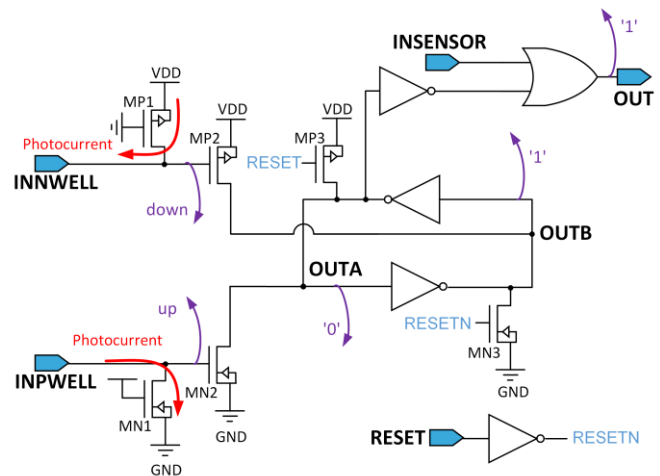 '1'
INSENSOR
OUT
VDD
VDD
VDD
MP1
MP2
MP3
Photocurrent
RESET
INNWELL
'1'
down
OUTB
OUTA
up
Photocurrent
'0'
RESETN
INPWELL
MN2
MN3
MN1
GND
GND
GND
RESET
RESETN